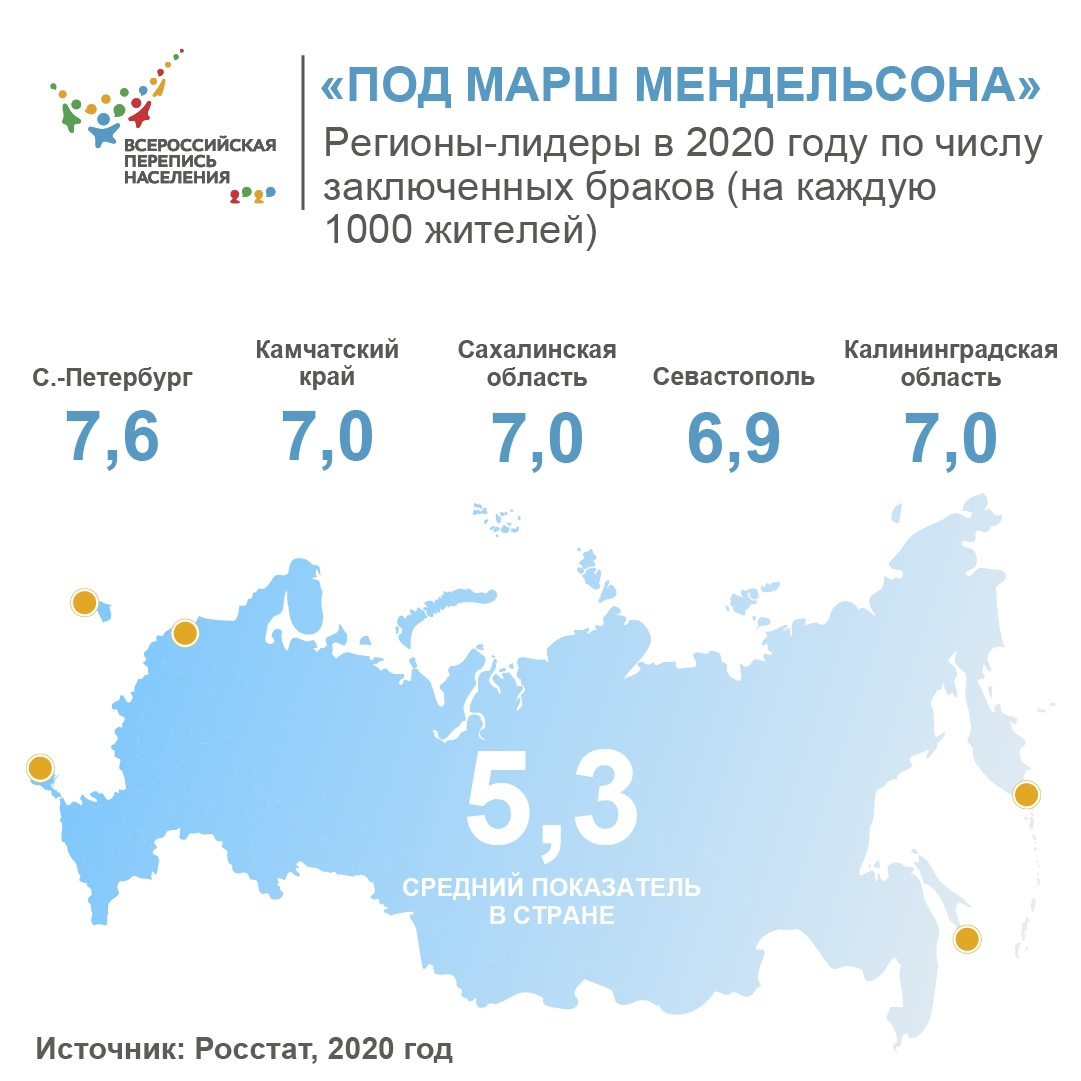 ВСЕРОССИЙСКАЯ
ПЕРЕПИСЬ
НАСЕЛЕНИЯ
2020
«ПОД МАРШ МЕНДЕЛЬСОНА»
Регионы-лидеры в 2020 году по числу
заключенных браков (на каждую
1000 жителей)
С.-Петербург
7,6
Камчатский
край
7,0
Сахалинская
область
7,0
Севастополь
6,9
Калининградская
область
7,0
5,3
СРЕДНИЙ ПОКАЗАТЕЛЬ
В СТРАНЕ
Источник: Росстат, 2020 год